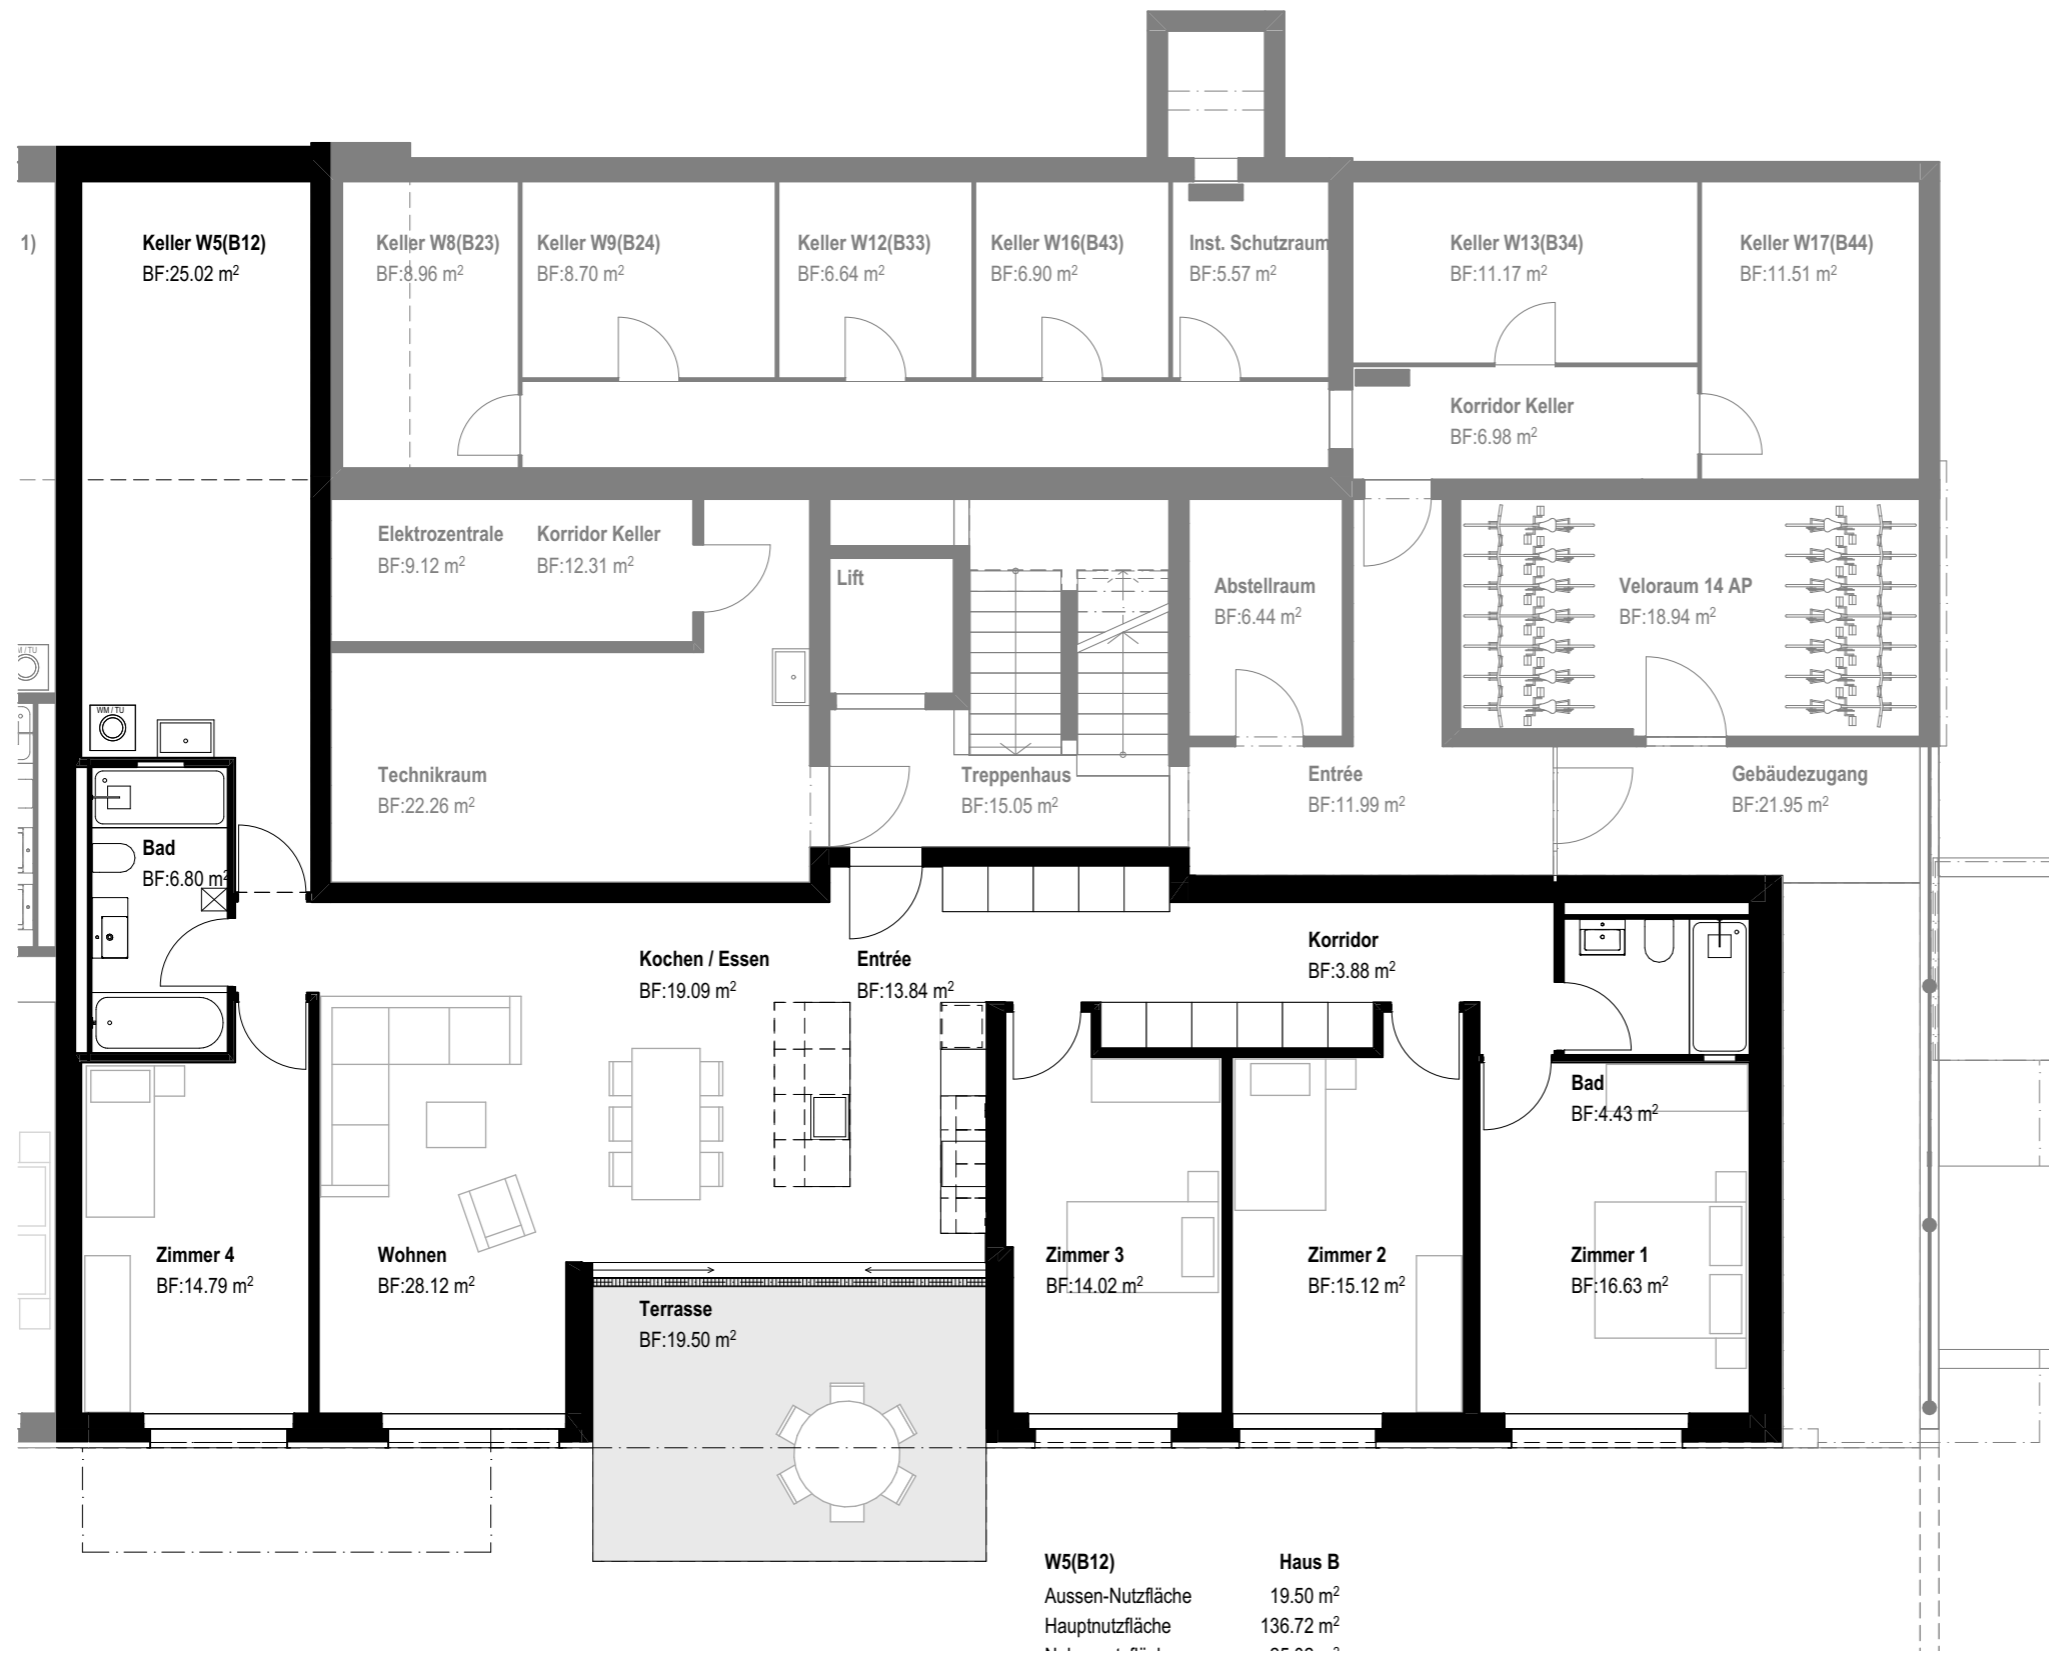 1)
Keller W5(B12)
BF:25.02 m²
Keller W8(B23)
BF:8.96 m²
Keller W9(B24)
BF:8.70 m²
Keller W12(B33)
BF:6.64 m²
Keller W16(B43)
BF:6.90 m²
Inst. Schutzraum
BF:5.57 m²
Keller W13(B34)
BF:11.17 m²
Keller W17(B44)
BF:11.51 m²
Korridor Keller
BF:6.98 m²
Elektrozentrale
BF:9.12 m²
Korridor Keller
BF:12.31 m²
Lift
Abstellraum
BF:6.44 m²
Veloraum 14 AP
BF:18.94 m²
WM / TU
Technikraum
BF:22.26 m²
Treppenhaus
BF:15.05 m²
Entrée
BF:11.99 m²
Gebäudezugang
BF:21.95 m²
Bad
BF:6.80 m²
Kochen / Essen
BF:19.09 m²
Entrée
BF:13.84 m²
Korridor
BF:3.88 m²
Bad
BF:4.43 m²
Zimmer 4
BF:14.79 m²
Wohnen
BF:28.12 m²
Zimmer 3
BF:14.02 m²
Zimmer 2
BF:15.12 m²
Zimmer 1
BF:16.63 m²
Terrasse
BF:19.50 m²
W5(B12) Haus B
Aussen-Nutzfläche 19.50 m²
Hauptnutzfläche 136.72 m²